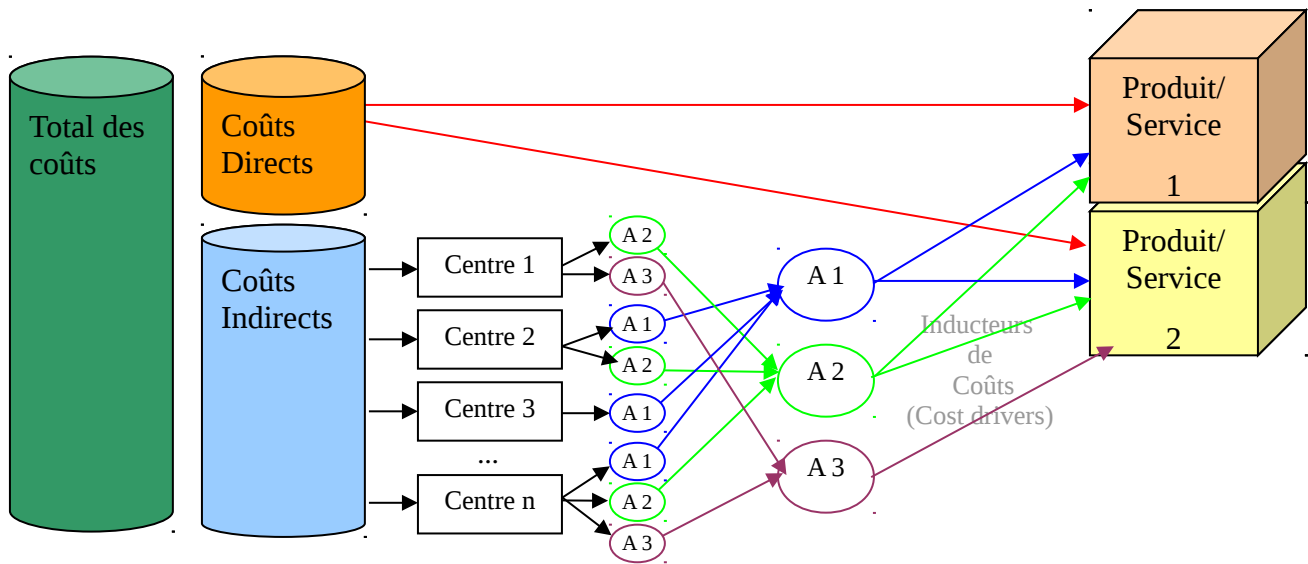 Total des
coûts
Coûts
Directs
Coûts
Indirects
Centre 1
Centre 2
Centre 3
...
Centre n
A 2
A 3
A 1
A 2
A 1
A 1
A 2
A 3
A 1
A 2
A 3
Inducteurs
de
Coûts
(Cost drivers)
Produit/
Service
1
Produit/
Service
2